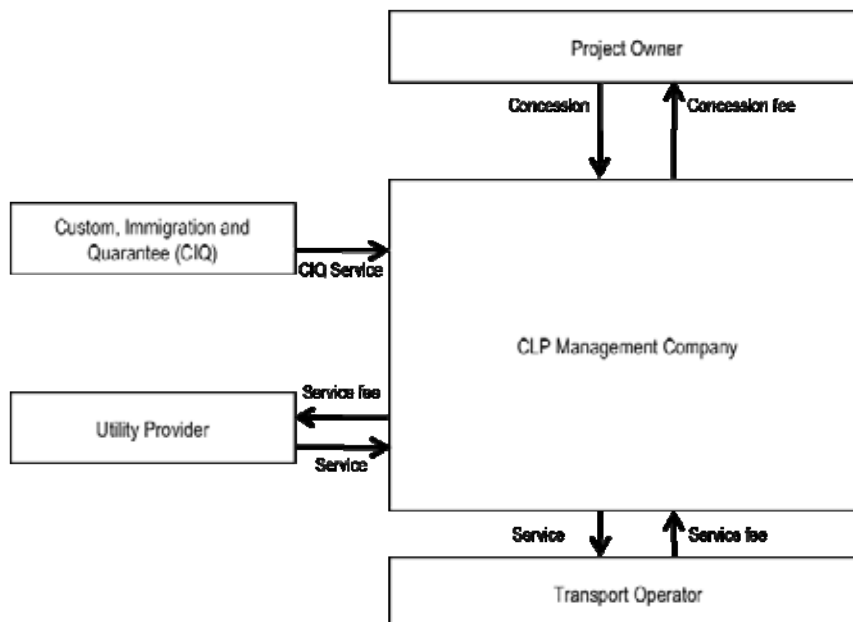 Project Owner
Concession
Concession fee
Custom, Immigration and
Quarantee (CIQ)
CIQ Service
CLP Management Company
Service fee
Utility Provider
Service
Service
Service fee
Transport Operator